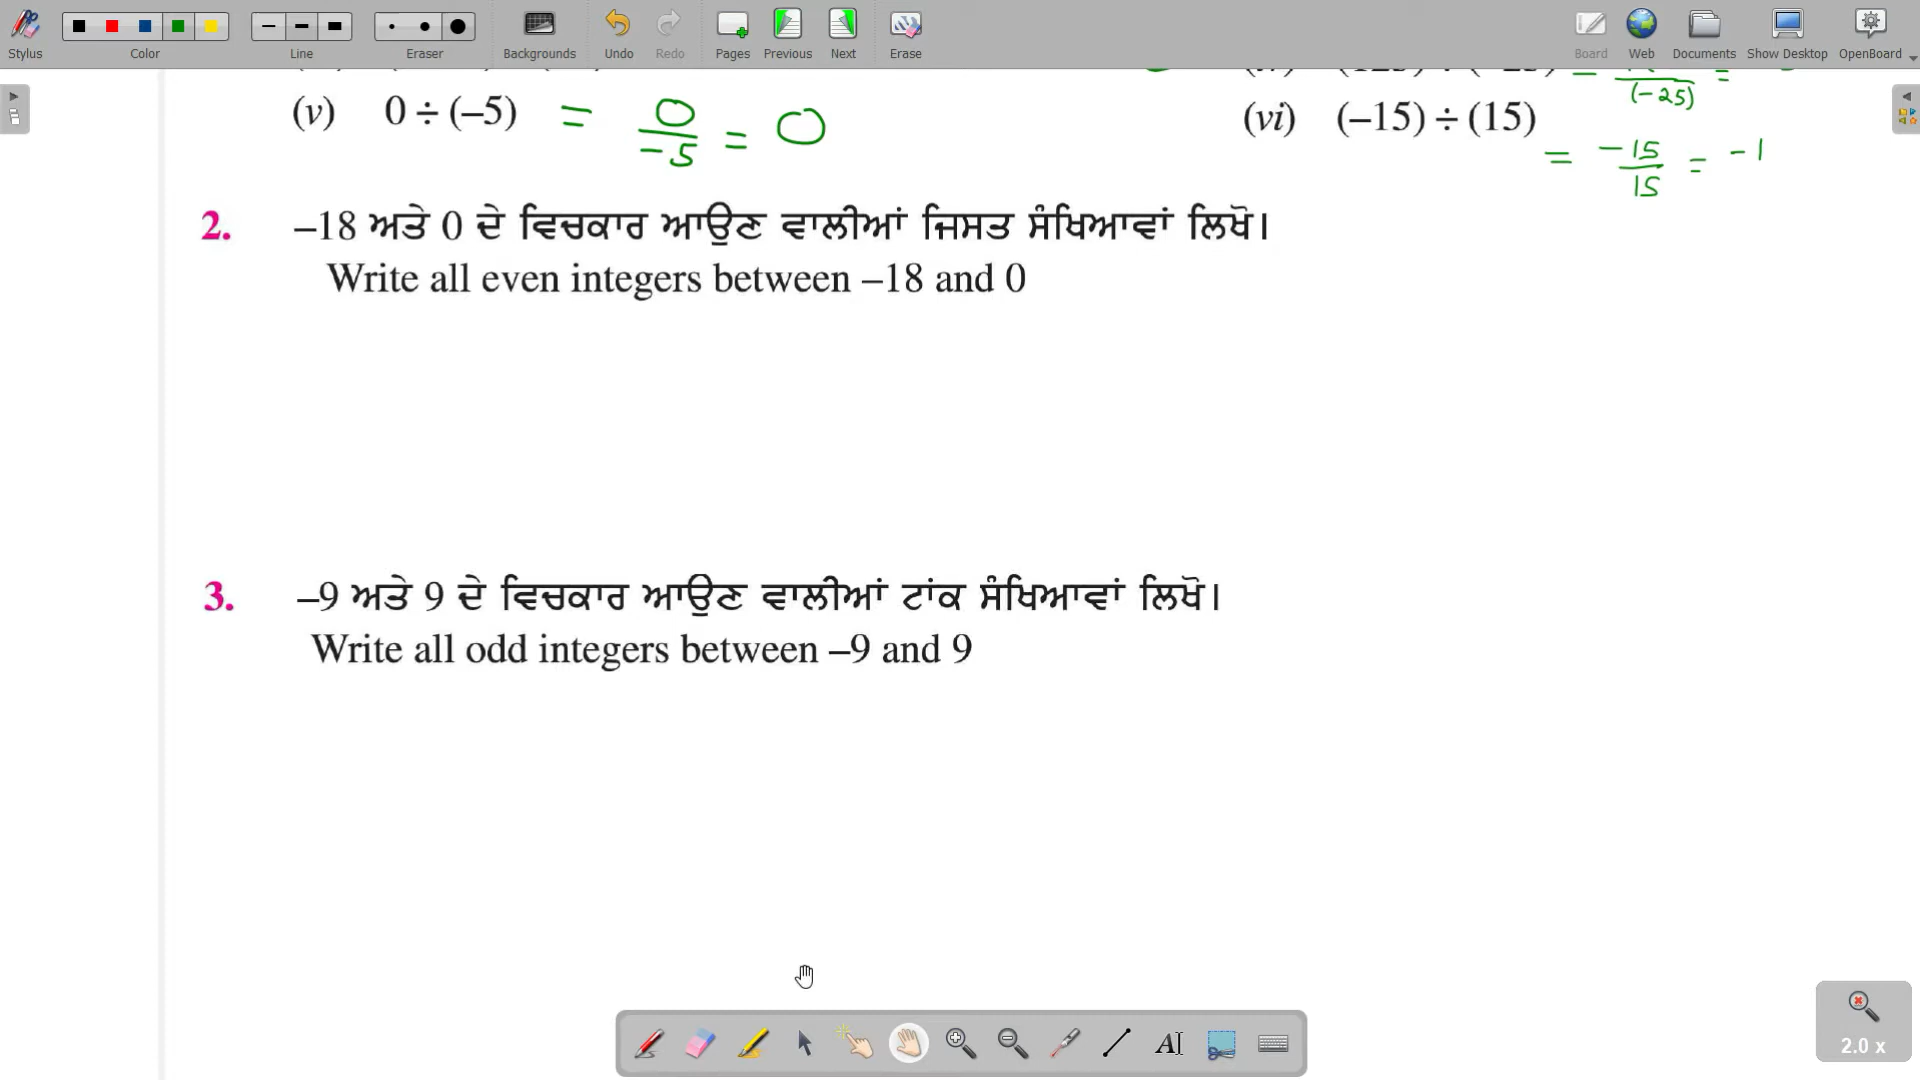 Stylus Color Line Eraser Backgrounds Undo Redo Pages Previous Next Erase Board Web Documents Show Desktop OpenBoard
(v) 0 ÷ (–5) = 0/-5 = 0
(-25)
(vi) (–15) ÷ (15)
= -15/15 = -1
2. –18 ਅਤੇ 0 ਦੇ ਵਿਚਕਾਰ ਆਉਣ ਵਾਲੀਆਂ ਜਿਸਤ ਸੰਖਿਆਵਾਂ ਲਿਖੋ।
Write all even integers between –18 and 0
3. –9 ਅਤੇ 9 ਦੇ ਵਿਚਕਾਰ ਆਉਣ ਵਾਲੀਆਂ ਟਾਂਕ ਸੰਖਿਆਵਾਂ ਲਿਖੋ।
Write all odd integers between –9 and 9
2.0 x